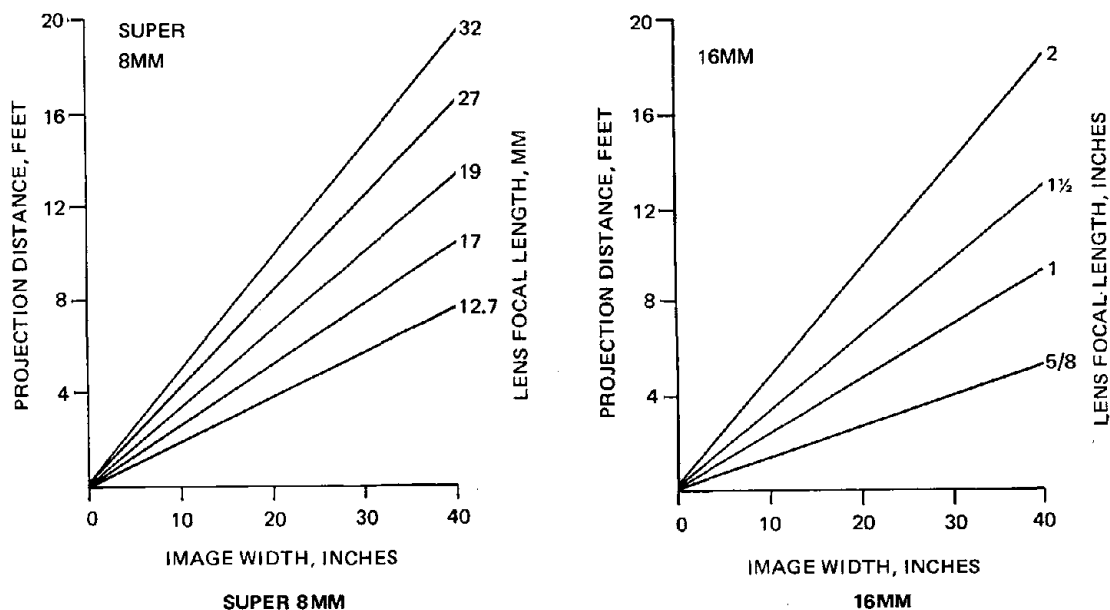 SUPER
8MM
PROJECTION DISTANCE, FEET
20
16
12
8
4
32
27
19
17
12.7
LENS FOCAL LENGTH, MM
0 10 20 30 40
IMAGE WIDTH, INCHES
SUPER 8MM
16MM
PROJECTION DISTANCE, FEET
20
16
12
8
4
2
1½
1
5/8
LENS FOCAL-LENGTH, INCHES
0 10 20 30 40
IMAGE WIDTH, INCHES
16MM